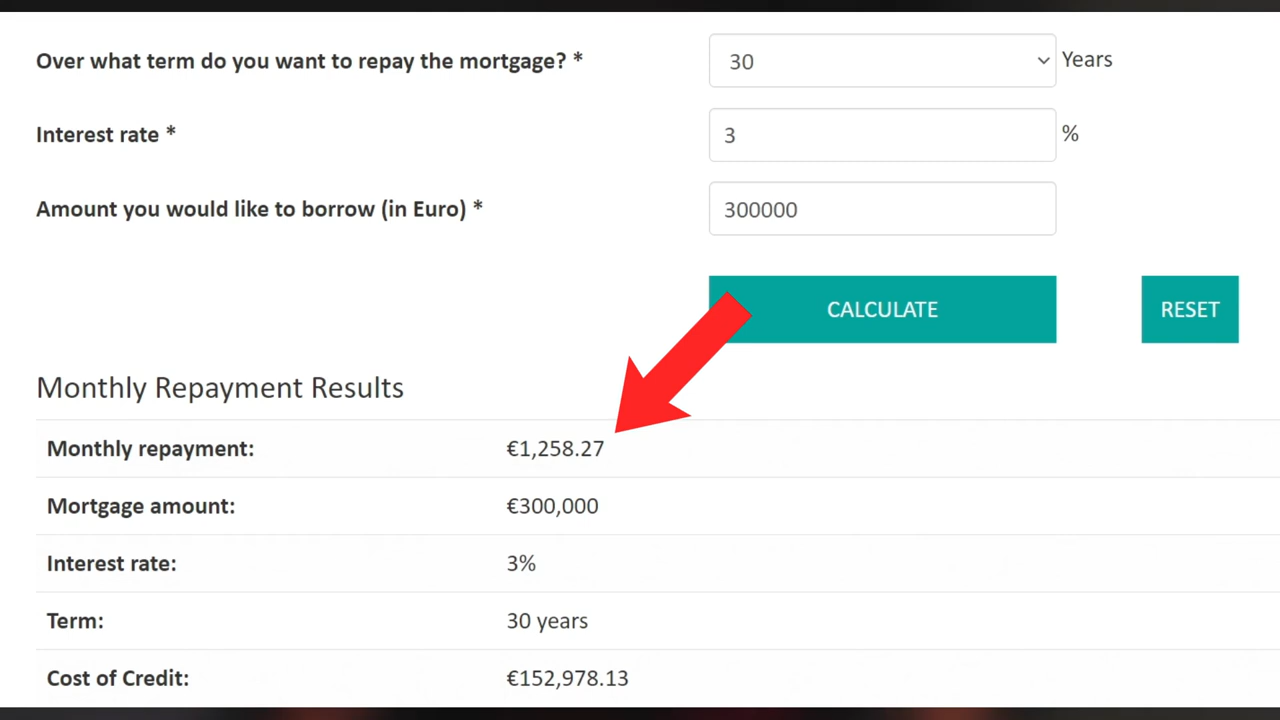 Over what term do you want to repay the mortgage? *
30
Years
Interest rate *
3
%
Amount you would like to borrow (in Euro) *
300000
CALCULATE
RESET
Monthly Repayment Results
Monthly repayment: €1,258.27
Mortgage amount: €300,000
Interest rate: 3%
Term: 30 years
Cost of Credit: €152,978.13